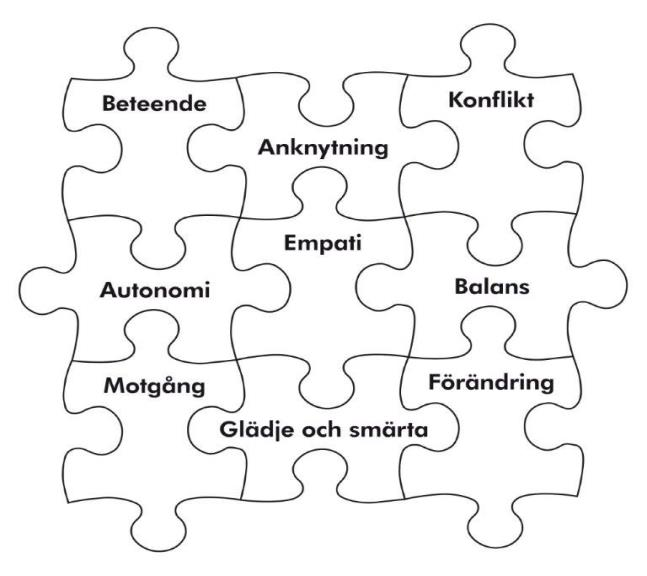 Beteende
Anknytning
Konflikt
Autonomi
Empati
Balans
Motgång
Glädje och smärta
Förändring